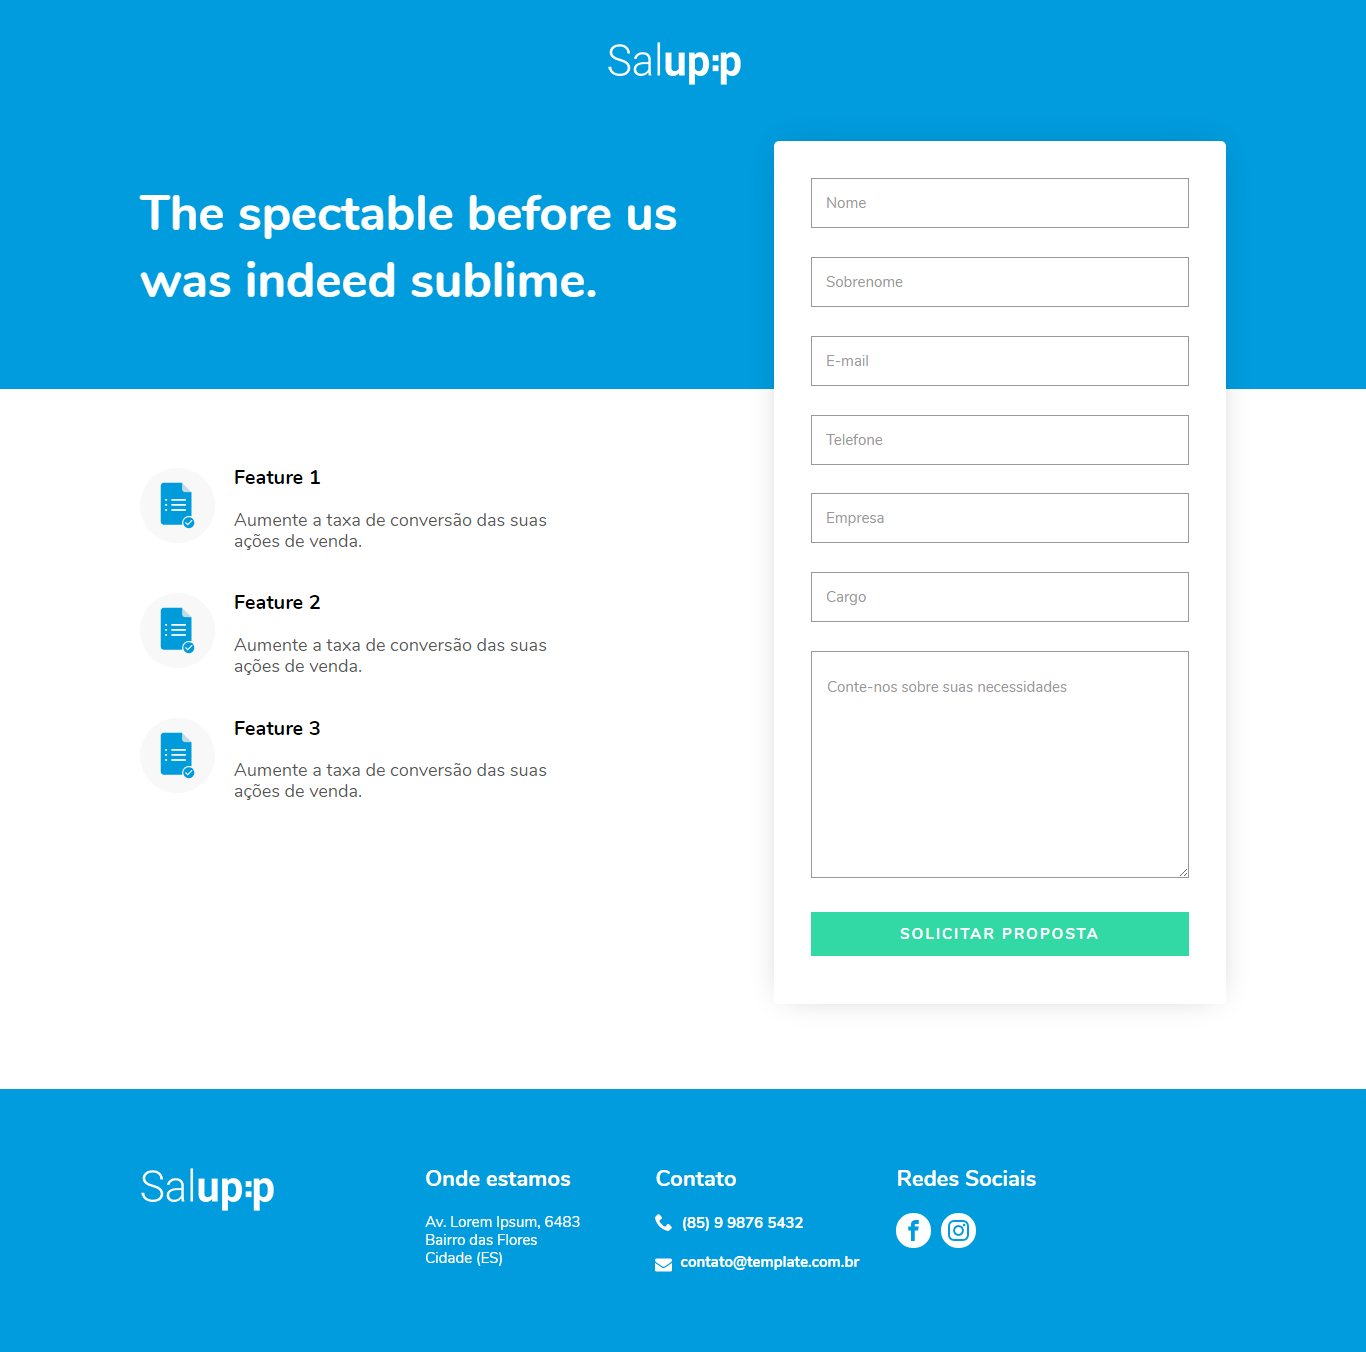 Salup:p
The spectable before us
was indeed sublime.
Nome
Sobrenome
E-mail
Telefone
Empresa
Cargo
Conte-nos sobre suas necessidades
SOLICITAR PROPOSTA
Feature 1
Aumente a taxa de conversão das suas
ações de venda.
Feature 2
Aumente a taxa de conversão das suas
ações de venda.
Feature 3
Aumente a taxa de conversão das suas
ações de venda.
Salup:p
Onde estamos
Av. Lorem Ipsum, 6483
Bairro das Flores
Cidade (ES)
Contato
(85) 9 9876 5432
contato@template.com.br
Redes Sociais